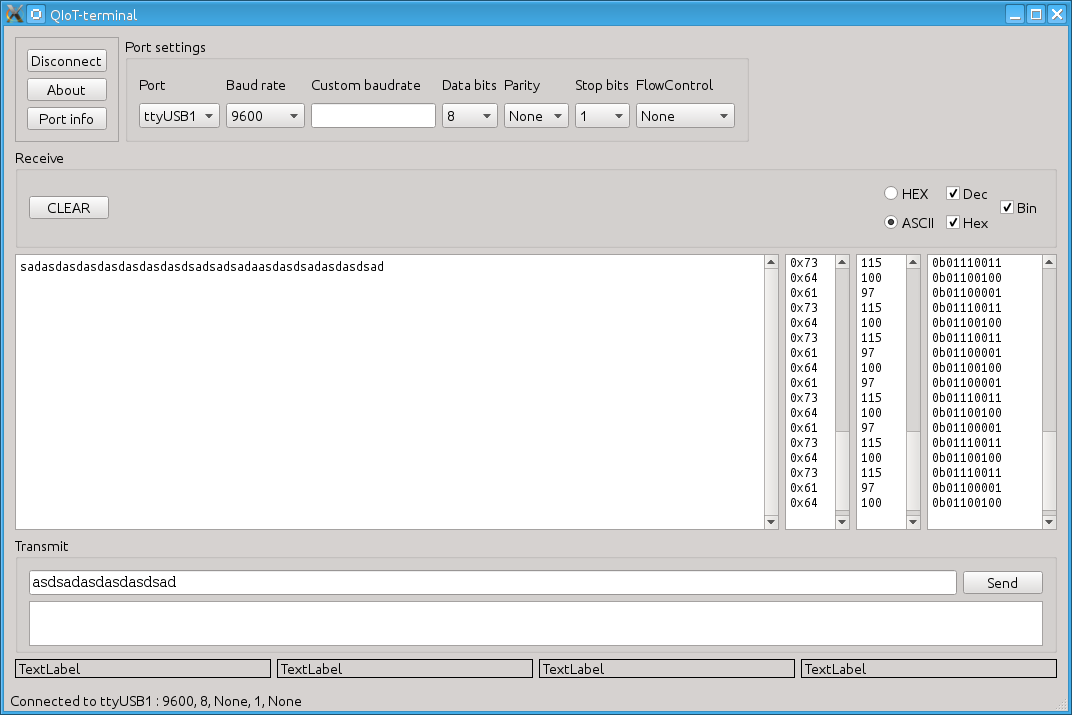 QIoT-terminal
Disconnect
About
Port info
Port settings
Port Baud rate Custom baudrate Data bits Parity Stop bits FlowControl
ttyUSB1 9600 8 None 1 None
Receive
CLEAR
HEX Dec
ASCII Hex
Bin
sadasdasdasdasdasdasdasdsadsadsadaasdasdsadasdasdsad
0x73 115 0b01110011
0x64 100 0b01100100
0x61 97 0b01100001
0x73 115 0b01110011
0x64 100 0b01100100
0x73 115 0b01110011
0x61 97 0b01100001
0x64 100 0b01100100
0x61 97 0b01100001
0x73 115 0b01110011
0x64 100 0b01100100
0x61 97 0b01100001
0x73 115 0b01110011
0x64 100 0b01100100
0x73 115 0b01110011
0x61 97 0b01100001
0x64 100 0b01100100
Transmit
asdsadasdasdasdsad Send
TextLabel TextLabel TextLabel TextLabel
Connected to ttyUSB1 : 9600, 8, None, 1, None